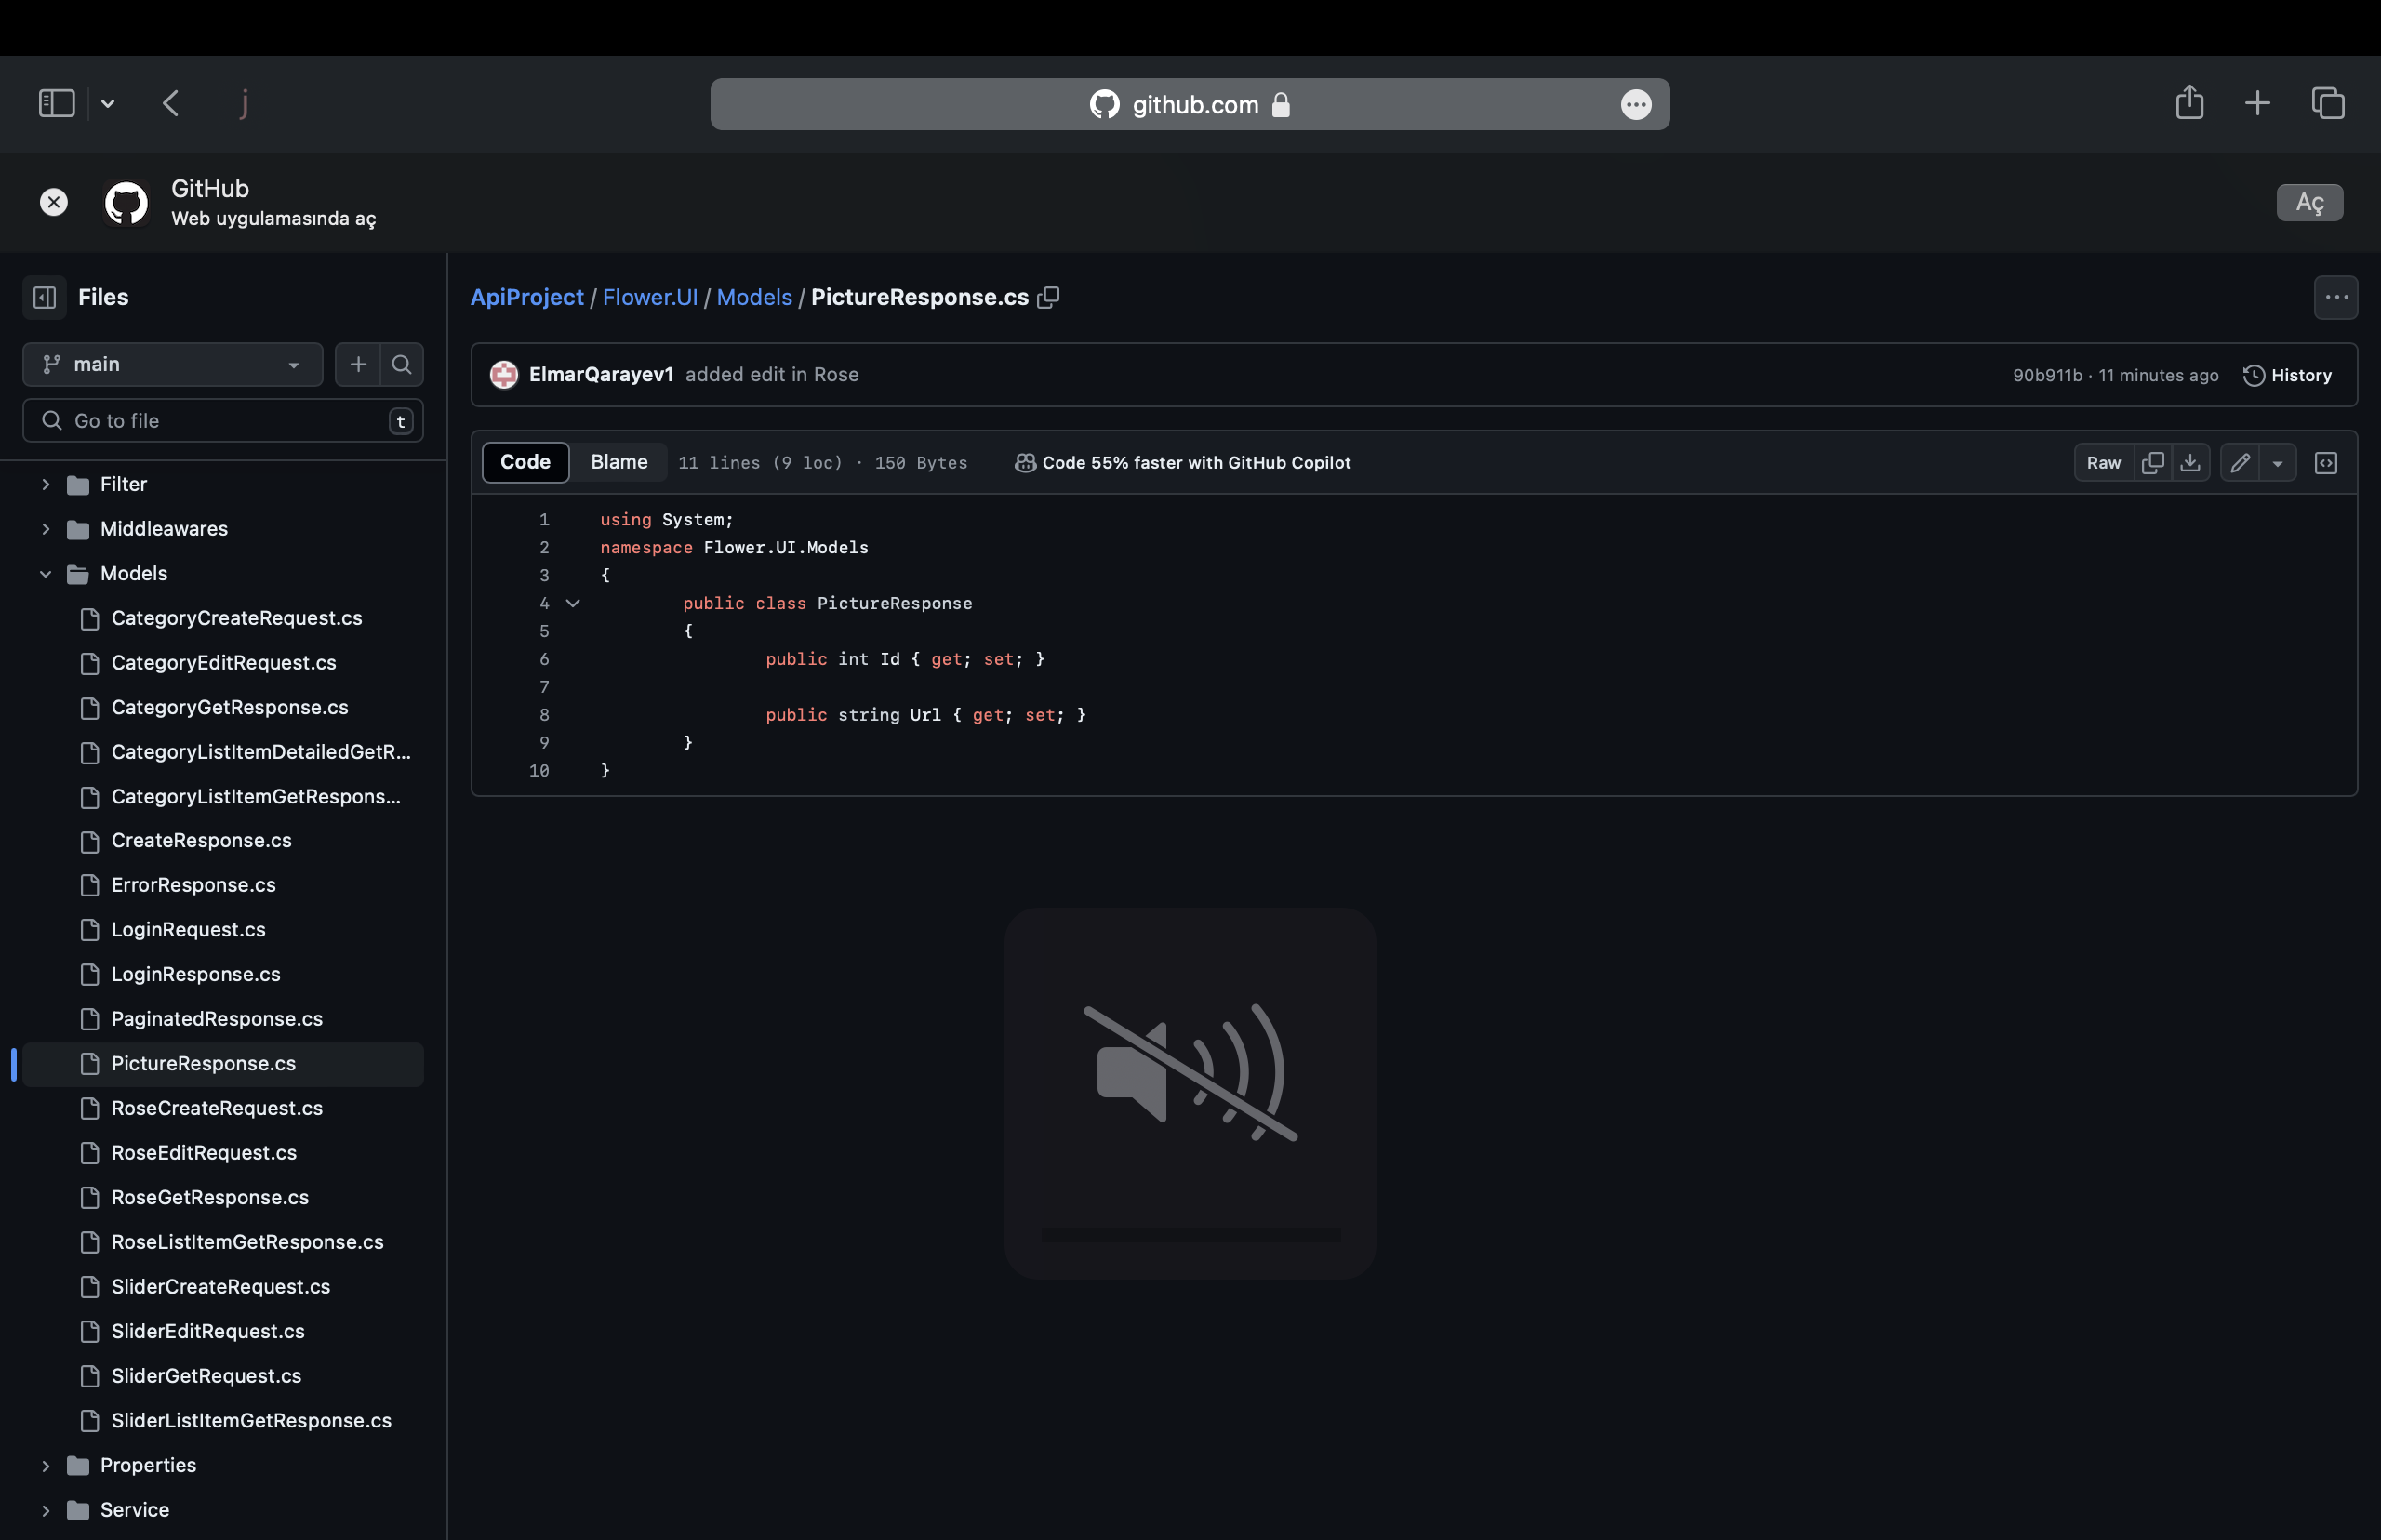 j
github.com
GitHub
Web uygulamasında aç
Aç
Files
main
Go to file
t
Filter
Middleawares
Models
CategoryCreateRequest.cs
CategoryEditRequest.cs
CategoryGetResponse.cs
CategoryListItemDetailedGetR...
CategoryListItemGetRespons...
CreateResponse.cs
ErrorResponse.cs
LoginRequest.cs
LoginResponse.cs
PaginatedResponse.cs
PictureResponse.cs
RoseCreateRequest.cs
RoseEditRequest.cs
RoseGetResponse.cs
RoseListItemGetResponse.cs
SliderCreateRequest.cs
SliderEditRequest.cs
SliderGetRequest.cs
SliderListItemGetResponse.cs
Properties
Service
ApiProject / Flower.UI / Models / PictureResponse.cs
ElmarQarayev1 added edit in Rose
90b911b · 11 minutes ago History
Code Blame 11 lines (9 loc) · 150 Bytes Code 55% faster with GitHub Copilot Raw
1 using System;
2 namespace Flower.UI.Models
3 {
4 public class PictureResponse
5 {
6 public int Id { get; set; }
7
8 public string Url { get; set; }
9 }
10 }